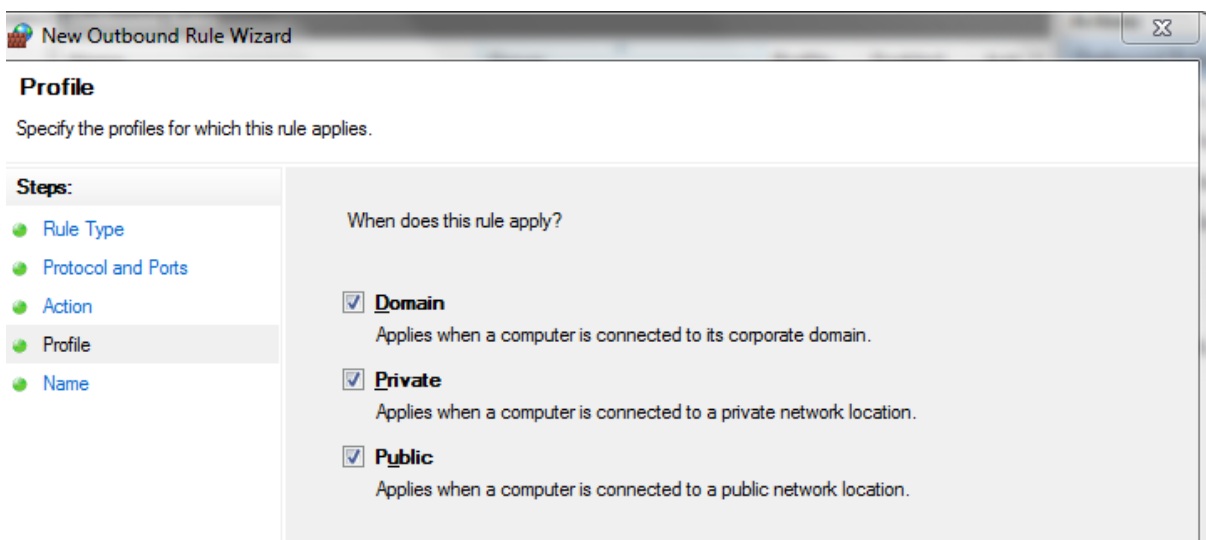 New Outbound Rule Wizard
Profile
Specify the profiles for which this rule applies.
Steps:
Rule Type
Protocol and Ports
Action
Profile
Name
When does this rule apply?
Domain
Applies when a computer is connected to its corporate domain.
Private
Applies when a computer is connected to a private network location.
Public
Applies when a computer is connected to a public network location.